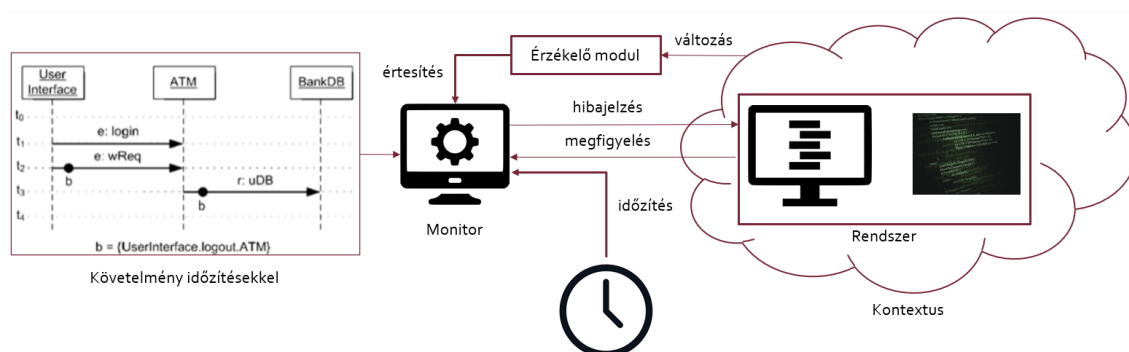 User
Interface
ATM
BankDB
t0
e: login
t1
e: wReq
t2
b
r: uDB
t3
b
t4
b = {UserInterface.logout.ATM}
Követelmény időzítésekkel
értesítés
Érzékelő modul
változás
hibajelzés
megfigyelés
Monitor
időzítés
Rendszer
Kontextus